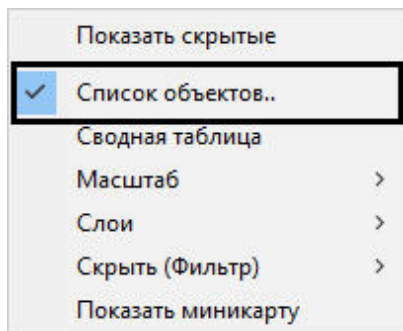 Показать скрытые
Список объектов..
Сводная таблица
Масштаб
Слои
Скрыть (Фильтр)
Показать миникарту